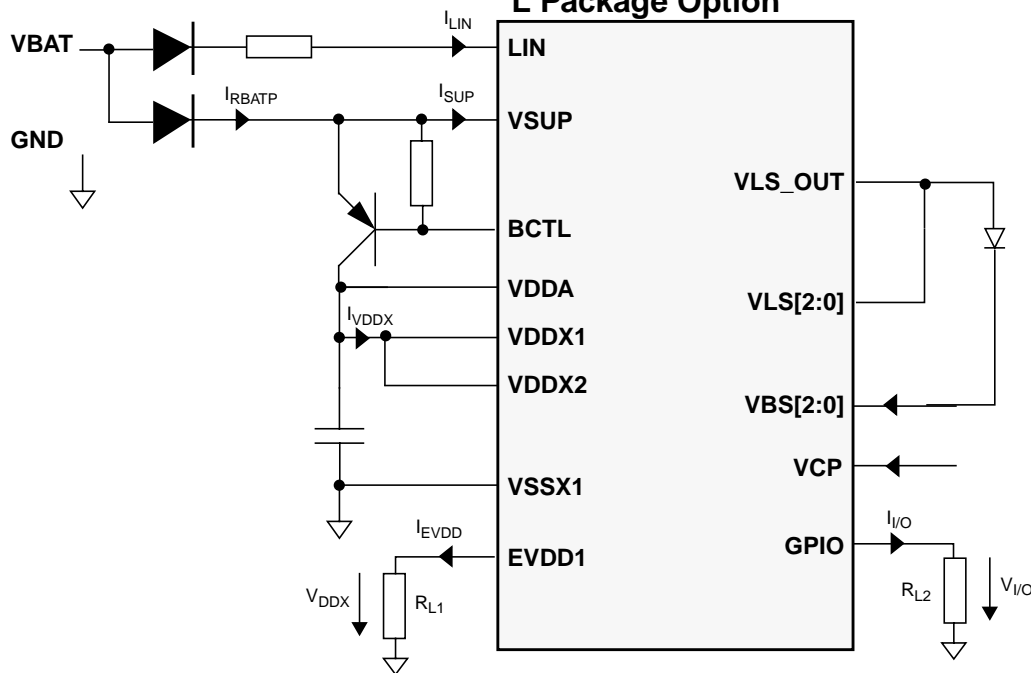 L Package Option
VBAT
I_LIN
LIN
I_RBATP
I_SUP
VSUP
GND
VLS_OUT
BCTL
VDDA
VLS[2:0]
I_VDDX
VDDX1
VDDX2
VBS[2:0]
VCP
VSSX1
I_EVDD
EVDD1
I_I/O
GPIO
V_DDX
R_L1
R_L2
V_I/O